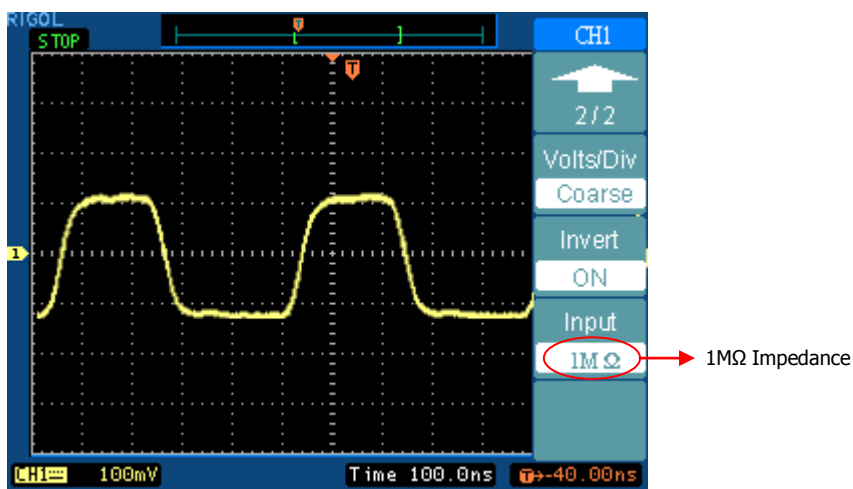 RIGOL
STOP
T
CH1
T
2/2
Volts/Div
Coarse
1
Invert
ON
Input
1M Ω
1MΩ Impedance
CH1 100mV Time 100.0ns T→-40.00ns